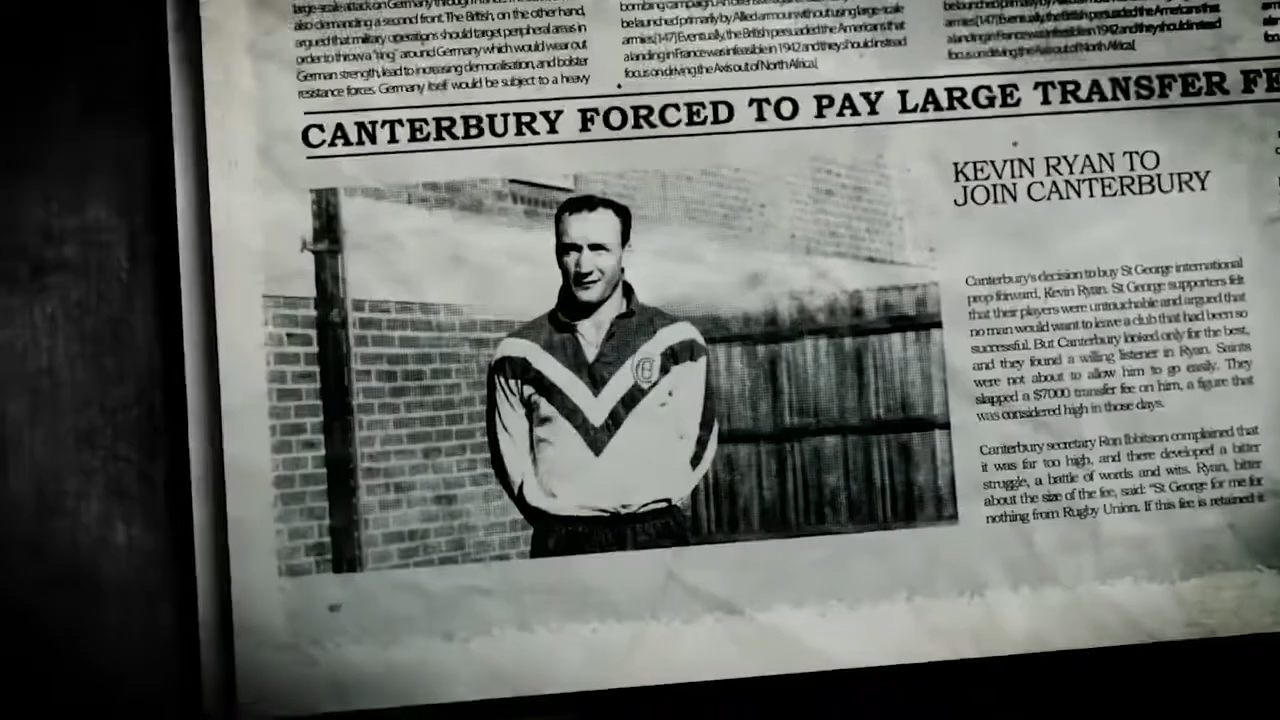 large-scale attack on Germany through
also demanding a second front. The British, on the other hand,
argued that military operations should target peripheral areas in
order to throw a "ring" around Germany which would wear out
German strength, lead to increasing demoralisation, and bolster
resistance forces. Germany itself would be subject to a heavy
bombing campaign. An offensive
be launched primarily by Allied armour without using large-scale
armies.[147] Eventually, the British persuaded the Americans that
a landing in France was infeasible in 1942 and they should instead
focus on driving the Axis out of North Africa.[
be launched primarily by
armies.[147] Eventually, the British persuaded the Americans that
a landing in France was infeasible in 1942 and they should instead
focus on driving the Axis out of North Africa.[
CANTERBURY FORCED TO PAY LARGE TRANSFER FE
KEVIN RYAN TO
JOIN CANTERBURY
Canterbury's decision to buy St George international
prop forward, Kevin Ryan. St George supporters felt
that their players were untouchable and argued that
no man would want to leave a club that had been so
successful. But Canterbury looked only for the best,
and they found a willing listener in Ryan. Saints
were not about to allow him to go easily. They
slapped a $7000 transfer fee on him, a figure that
was considered high in those days.
Canterbury secretary Ron Ibbitson complained that
it was far too high, and there developed a bitter
struggle, a battle of words and wits. Ryan, bitter
about the size of the fee, said: "St George for me for
nothing from Rugby Union. If this fee is retained it